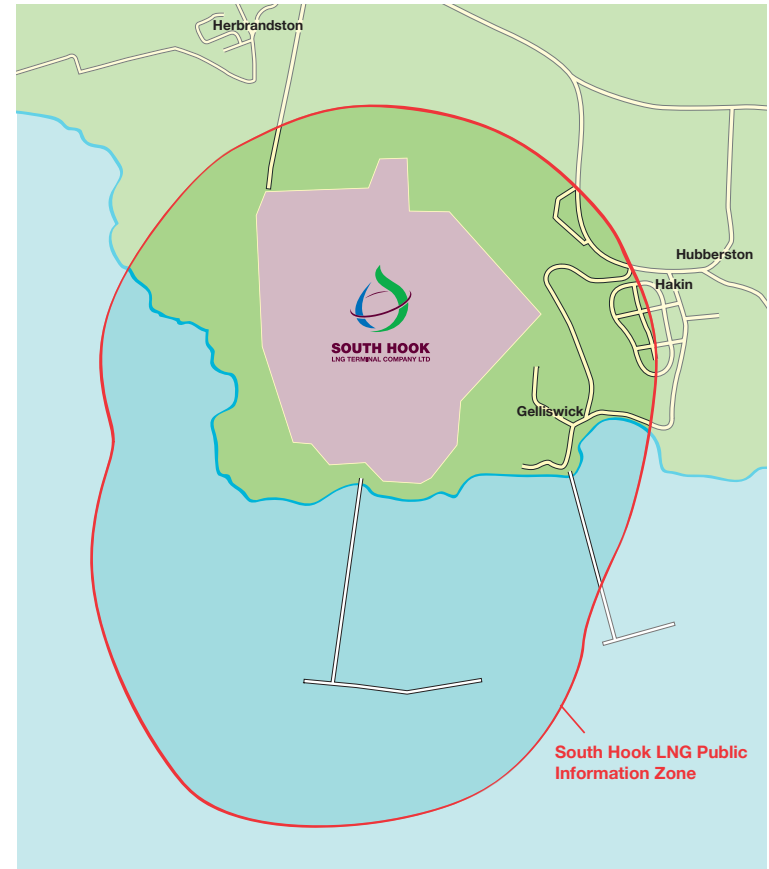 Herbrandston
Hubberston
Hakin
SOUTH HOOK
LNG TERMINAL COMPANY LTD
Gelliswick
South Hook LNG Public
Information Zone